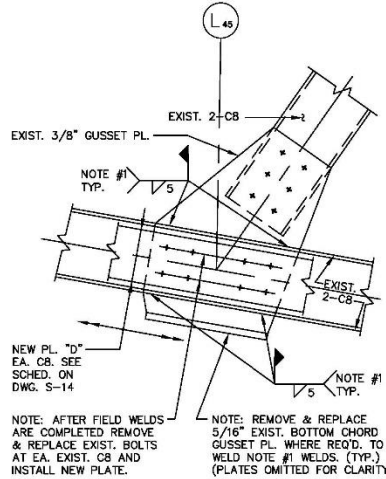 L 45
EXIST. 2-C8
EXIST. 3/8" GUSSET PL.
NOTE #1
TYP.
5
EXIST.
2-C8
NEW PL. "D"
EA. C8. SEE
SCHED. ON
DWG. S-14
NOTE #1
TYP.
5
NOTE: AFTER FIELD WELDS
ARE COMPLETED REMOVE
& REPLACE EXIST. BOLTS
AT EA. EXIST. C8 AND
INSTALL NEW PLATE.
NOTE: REMOVE & REPLACE
5/16" EXIST. BOTTOM CHORD
GUSSET PL. WHERE REQ'D. TO
WELD NOTE #1 WELDS. (TYP.)
(PLATES OMITTED FOR CLARITY